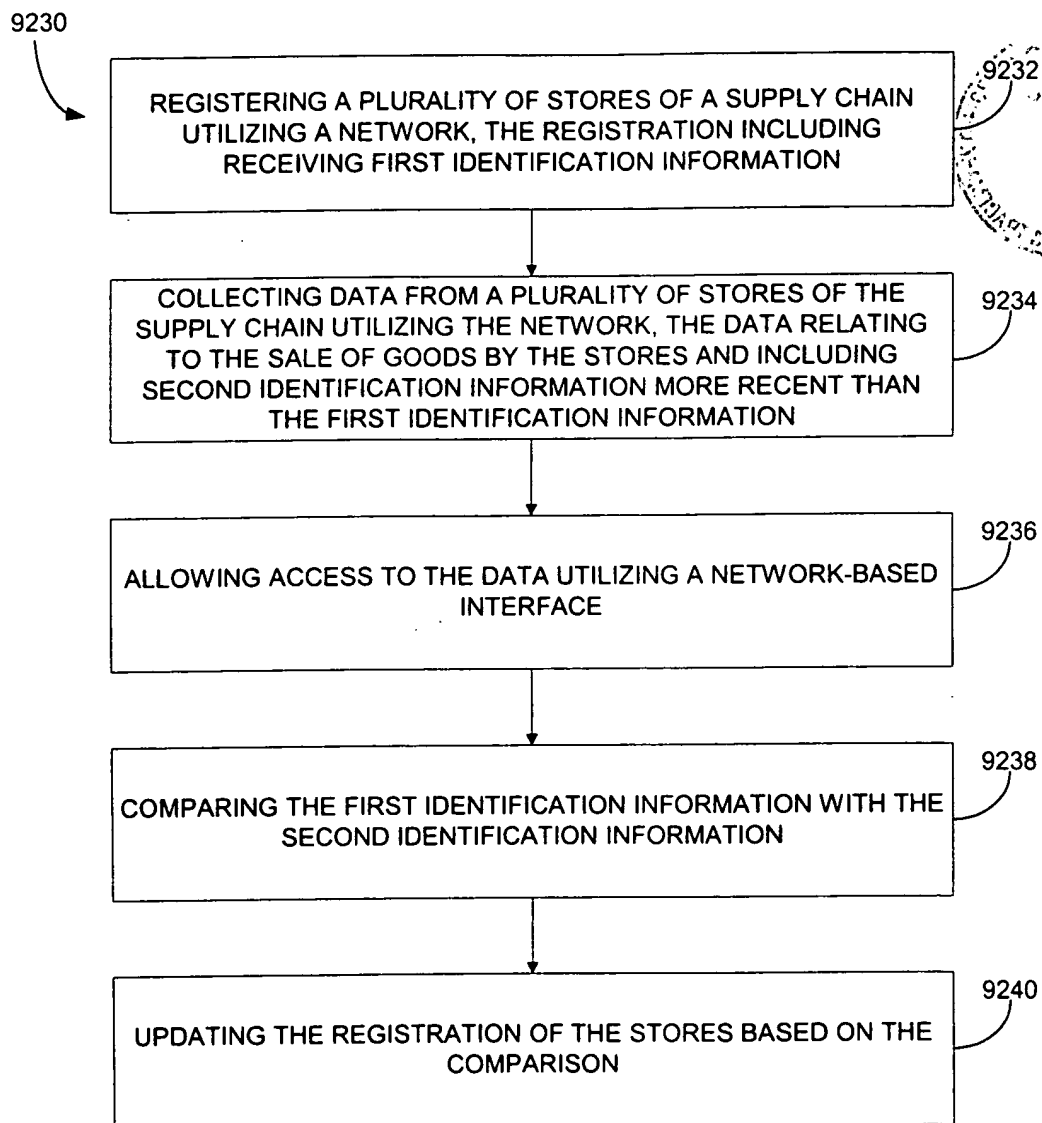 9230
9232
REGISTERING A PLURALITY OF STORES OF A SUPPLY CHAIN
UTILIZING A NETWORK, THE REGISTRATION INCLUDING
RECEIVING FIRST IDENTIFICATION INFORMATION
9234
COLLECTING DATA FROM A PLURALITY OF STORES OF THE
SUPPLY CHAIN UTILIZING THE NETWORK, THE DATA RELATING
TO THE SALE OF GOODS BY THE STORES AND INCLUDING
SECOND IDENTIFICATION INFORMATION MORE RECENT THAN
THE FIRST IDENTIFICATION INFORMATION
9236
ALLOWING ACCESS TO THE DATA UTILIZING A NETWORK-BASED
INTERFACE
9238
COMPARING THE FIRST IDENTIFICATION INFORMATION WITH THE
SECOND IDENTIFICATION INFORMATION
9240
UPDATING THE REGISTRATION OF THE STORES BASED ON THE
COMPARISON